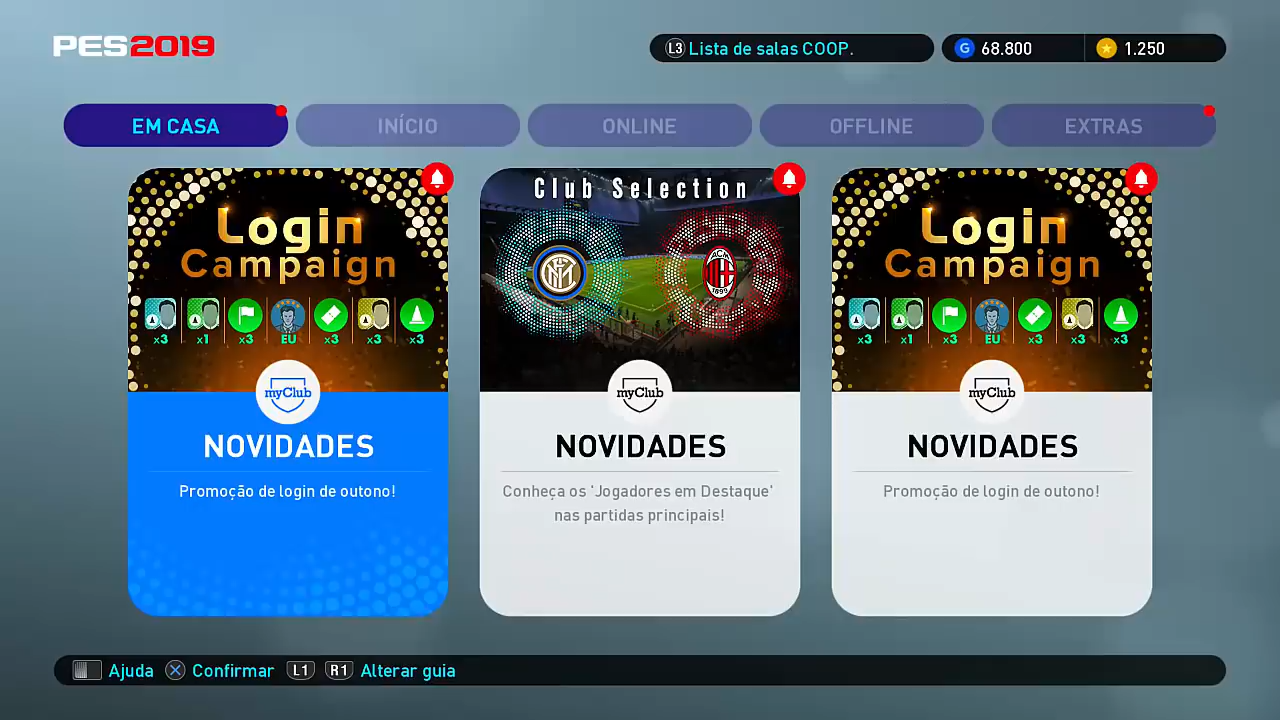 PES2019
L3 Lista de salas COOP.
G 68.800
1.250
EM CASA
INÍCIO
ONLINE
OFFLINE
EXTRAS
Login
Campaign
x3 x1 x3 EU x3 x3 x3
myClub
NOVIDADES
Promoção de login de outono!
Club Selection
ACM
1899
myClub
NOVIDADES
Conheça os 'Jogadores em Destaque'
nas partidas principais!
Login
Campaign
x3 x1 x3 EU x3 x3 x3
myClub
NOVIDADES
Promoção de login de outono!
Ajuda Confirmar L1 R1 Alterar guia